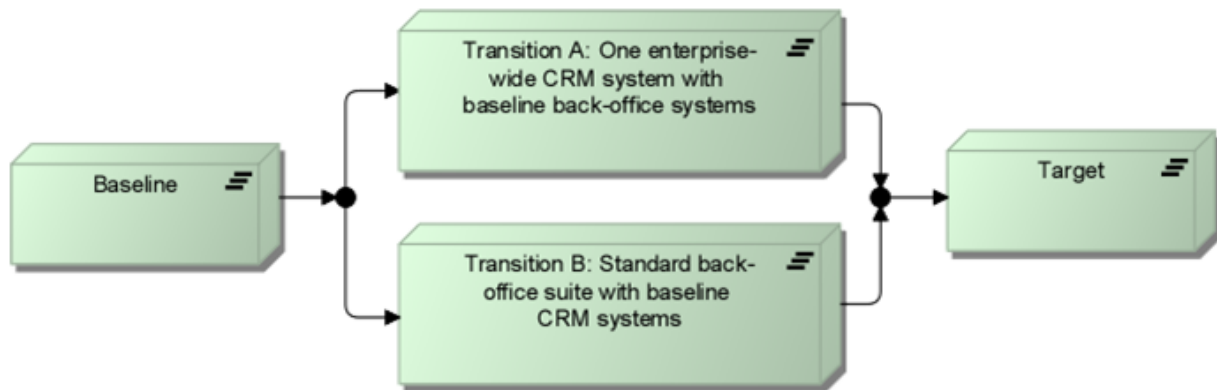 Transition A: One enterprise-
wide CRM system with
baseline back-office systems
Baseline
Target
Transition B: Standard back-
office suite with baseline
CRM systems